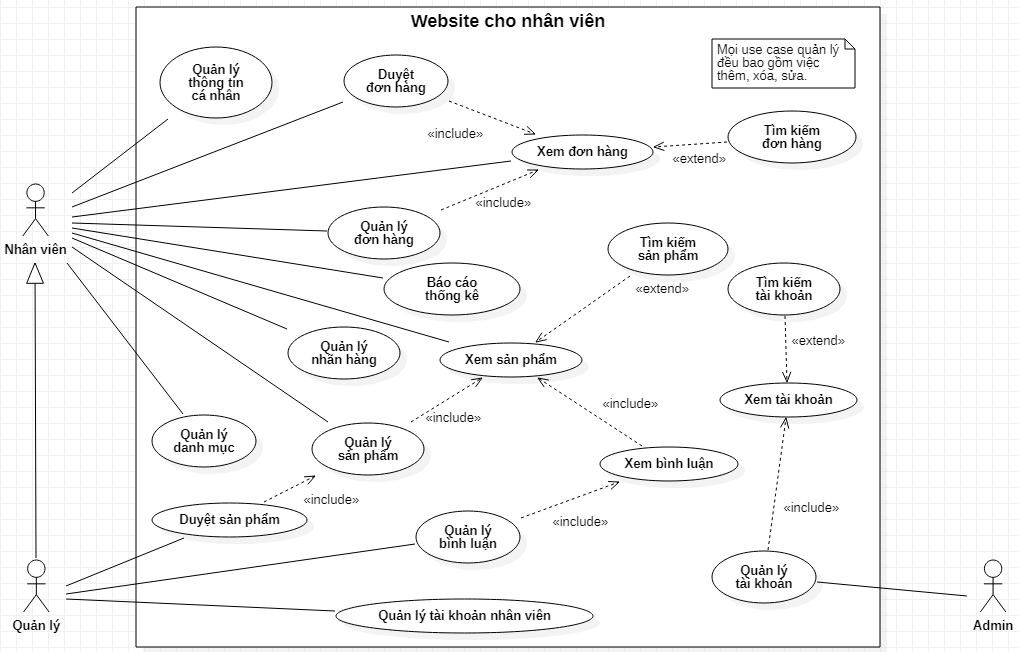 Website cho nhân viên
Mọi use case quản lý
đều bao gồm việc
thêm, xóa, sửa.
Quản lý
thông tin
cá nhân
Duyệt
đơn hàng
«include»
Xem đơn hàng
Tìm kiếm
đơn hàng
«extend»
Nhân viên
Quản lý
đơn hàng
«include»
Tìm kiếm
sản phẩm
«extend»
Báo cáo
thống kê
Tìm kiếm
tài khoản
«extend»
Quản lý
nhãn hàng
Xem sản phẩm
Xem tài khoản
«include»
«include»
Quản lý
danh mục
Quản lý
sản phẩm
Xem bình luận
«include»
Duyệt sản phẩm
«include»
«include»
Quản lý
bình luận
Quản lý
tài khoản
Quản lý tài khoản nhân viên
Quản lý
Admin